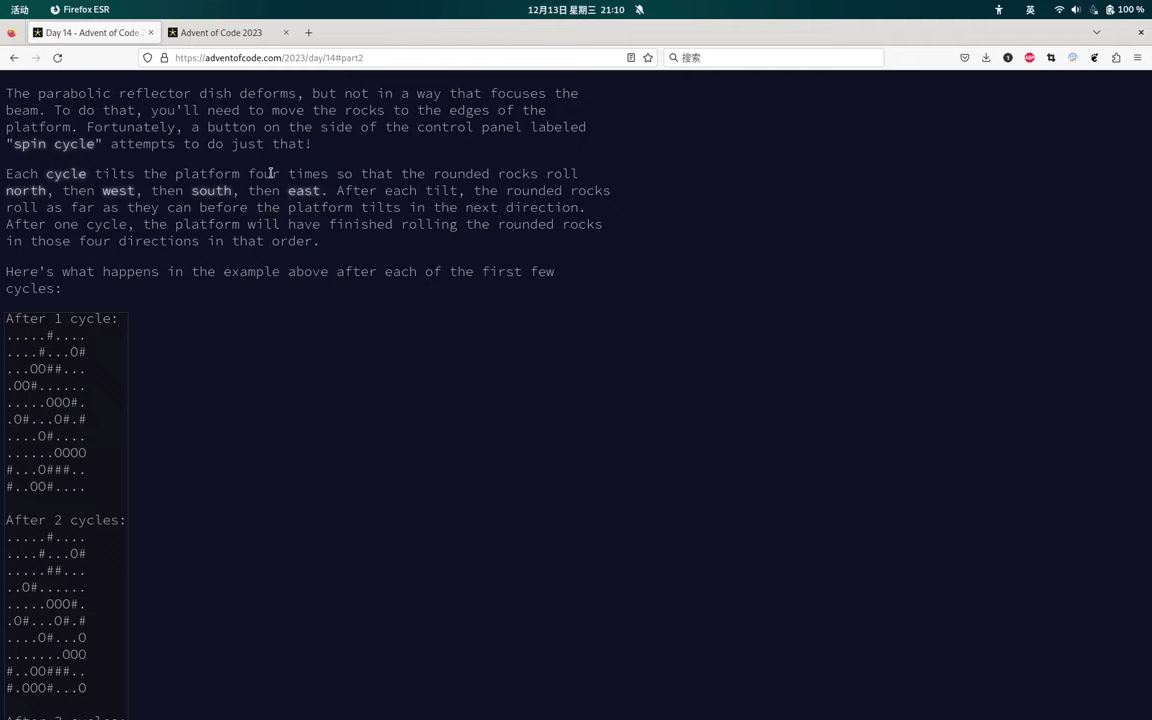 活动
Firefox ESR
12月13日 星期三 21:10
100 %
Day 14 - Advent of Code 2
Advent of Code 2023
https://adventofcode.com/2023/day/14#part2
搜索
The parabolic reflector dish deforms, but not in a way that focuses the
beam. To do that, you'll need to move the rocks to the edges of the
platform. Fortunately, a button on the side of the control panel labeled
"spin cycle" attempts to do just that!
Each cycle tilts the platform four times so that the rounded rocks roll
north, then west, then south, then east. After each tilt, the rounded rocks
roll as far as they can before the platform tilts in the next direction.
After one cycle, the platform will have finished rolling the rounded rocks
in those four directions in that order.
Here's what happens in the example above after each of the first few
cycles:
After 1 cycle:
.....#....
....#...O#
...OO##...
.OO#......
.....OOO#.
.O#...O#.#
....O#....
......OOOO
#...O###..
#..OO#....
After 2 cycles:
.....#....
....#...O#
.....##...
..O#......
.....OOO#.
.O#...O#.#
....O#...O
.......OOO
#..OO###..
#.OOO#...O
After 3 cycles:
英